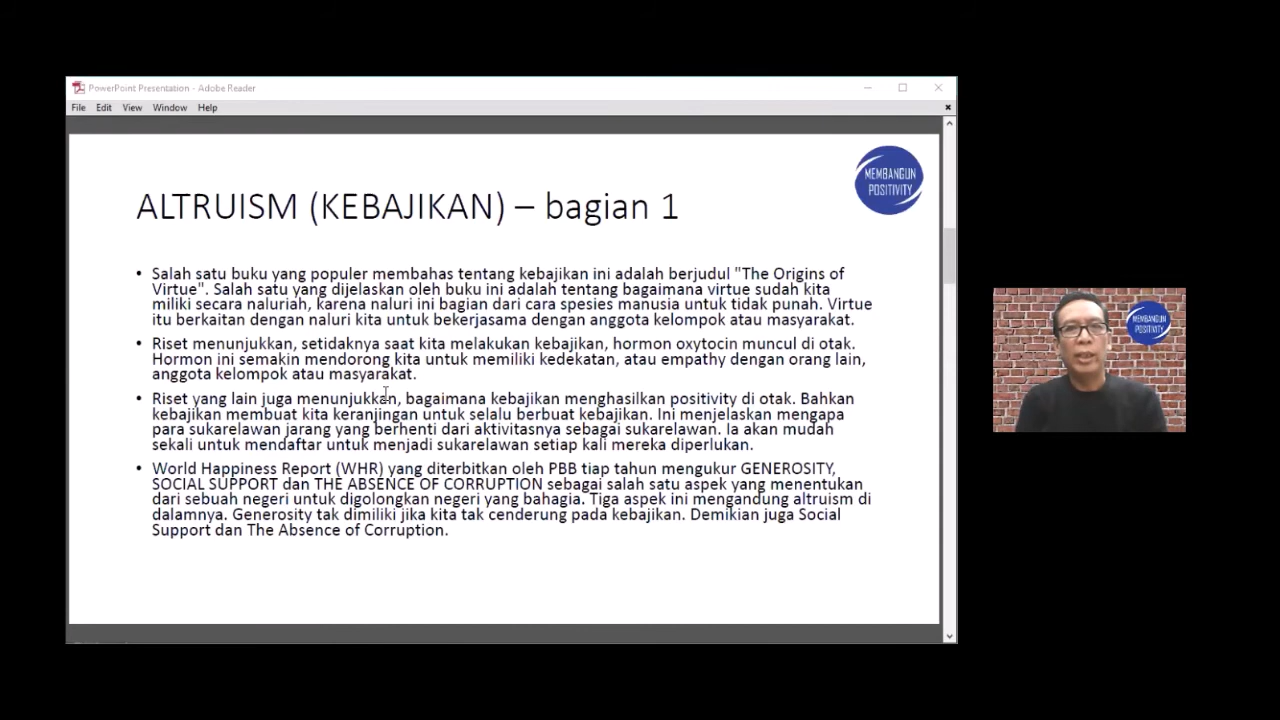 PowerPoint Presentation - Adobe Reader
File Edit View Window Help
MEMBANGUN
POSITIVITY
ALTRUISM (KEBAJIKAN) – bagian 1
• Salah satu buku yang populer membahas tentang kebajikan ini adalah berjudul "The Origins of
Virtue". Salah satu yang dijelaskan oleh buku ini adalah tentang bagaimana virtue sudah kita
miliki secara naluriah, karena naluri ini bagian dari cara spesies manusia untuk tidak punah. Virtue
itu berkaitan dengan naluri kita untuk bekerjasama dengan anggota kelompok atau masyarakat.
• Riset menunjukkan, setidaknya saat kita melakukan kebajikan, hormon oxytocin muncul di otak.
Hormon ini semakin mendorong kita untuk memiliki kedekatan, atau empathy dengan orang lain,
anggota kelompok atau masyarakat.
• Riset yang lain juga menunjukkan, bagaimana kebajikan menghasilkan positivity di otak. Bahkan
kebajikan membuat kita keranjingan untuk selalu berbuat kebajikan. Ini menjelaskan mengapa
para sukarelawan jarang yang berhenti dari aktivitasnya sebagai sukarelawan. Ia akan mudah
sekali untuk mendaftar untuk menjadi sukarelawan setiap kali mereka diperlukan.
• World Happiness Report (WHR) yang diterbitkan oleh PBB tiap tahun mengukur GENEROSITY,
SOCIAL SUPPORT dan THE ABSENCE OF CORRUPTION sebagai salah satu aspek yang menentukan
dari sebuah negeri untuk digolongkan negeri yang bahagia. Tiga aspek ini mengandung altruism di
dalamnya. Generosity tak dimiliki jika kita tak cenderung pada kebajikan. Demikian juga Social
Support dan The Absence of Corruption.
MEMBANGUN
POSITIVITY